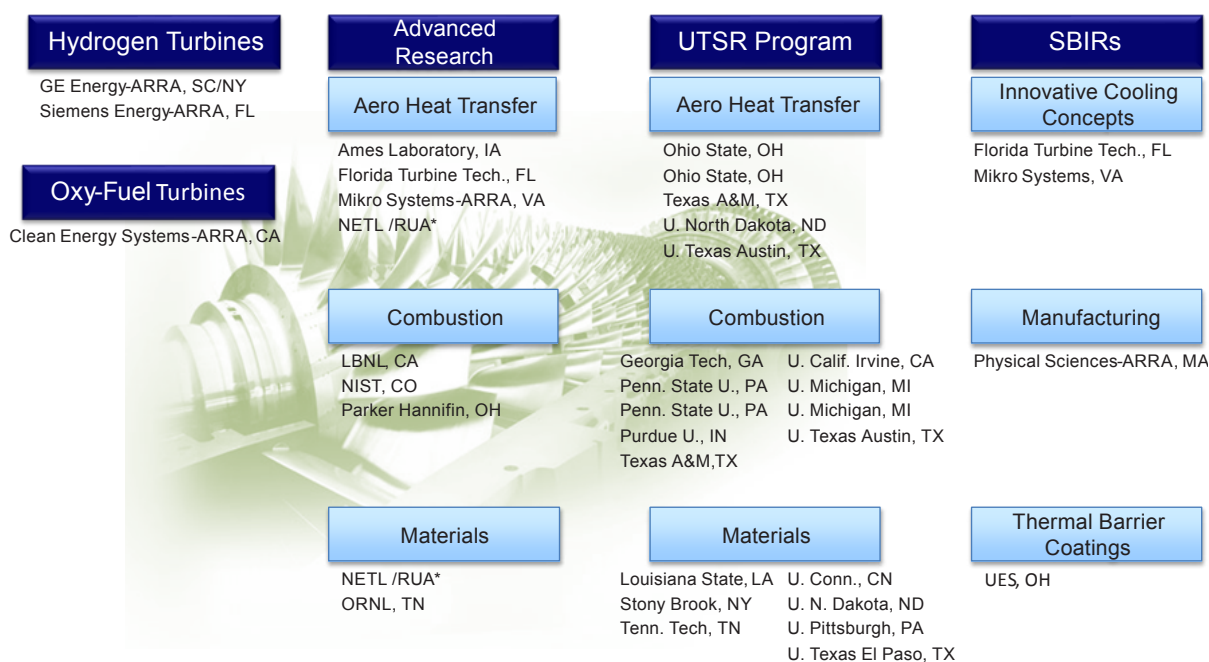 Hydrogen Turbines
GE Energy-ARRA, SC/NY
Siemens Energy-ARRA, FL
Oxy-Fuel Turbines
Clean Energy Systems-ARRA, CA
Advanced
Research
Aero Heat Transfer
Ames Laboratory, IA
Florida Turbine Tech., FL
Mikro Systems-ARRA, VA
NETL /RUA*
Combustion
LBNL, CA
NIST, CO
Parker Hannifin, OH
Materials
NETL /RUA*
ORNL, TN
UTSR Program
Aero Heat Transfer
Ohio State, OH
Ohio State, OH
Texas A&M, TX
U. North Dakota, ND
U. Texas Austin, TX
Combustion
Georgia Tech, GA
Penn. State U., PA
Penn. State U., PA
Purdue U., IN
Texas A&M,TX
U. Calif. Irvine, CA
U. Michigan, MI
U. Michigan, MI
U. Texas Austin, TX
Materials
Louisiana State, LA
Stony Brook, NY
Tenn. Tech, TN
U. Conn., CN
U. N. Dakota, ND
U. Pittsburgh, PA
U. Texas El Paso, TX
SBIRs
Innovative Cooling
Concepts
Florida Turbine Tech., FL
Mikro Systems, VA
Manufacturing
Physical Sciences-ARRA, MA
Thermal Barrier
Coatings
UES, OH